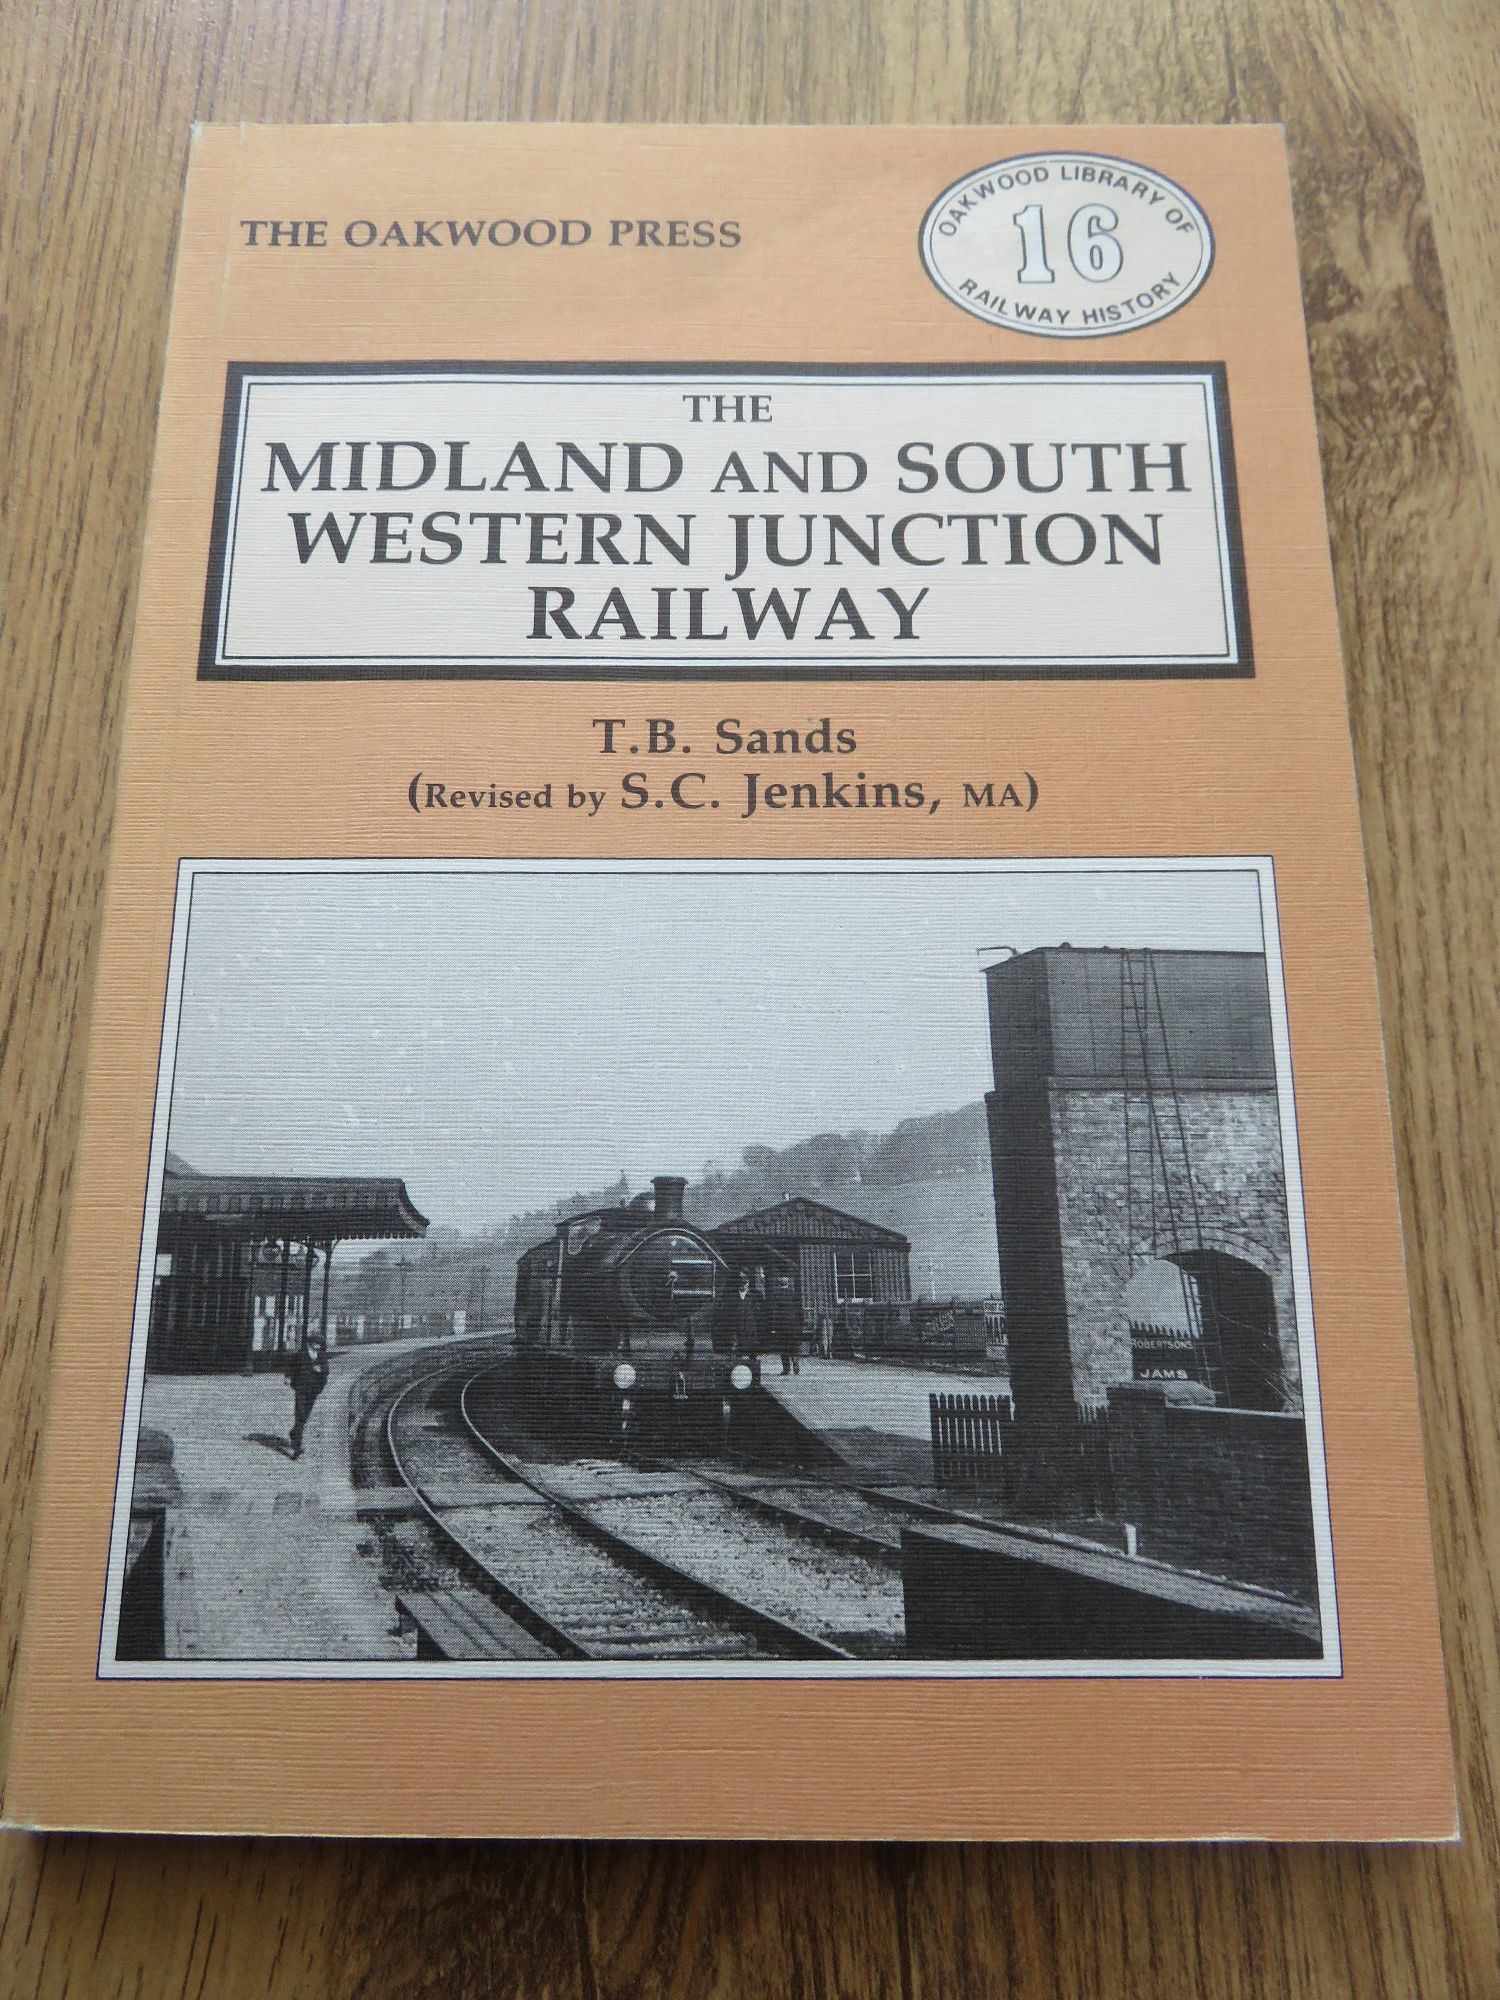 THE OAKWOOD PRESS
OAKWOOD LIBRARY OF
16
RAILWAY HISTORY
THE
MIDLAND AND SOUTH
WESTERN JUNCTION
RAILWAY
T.B. Sands
(Revised by S.C. Jenkins, MA)
ROBERTSONS
JAMS